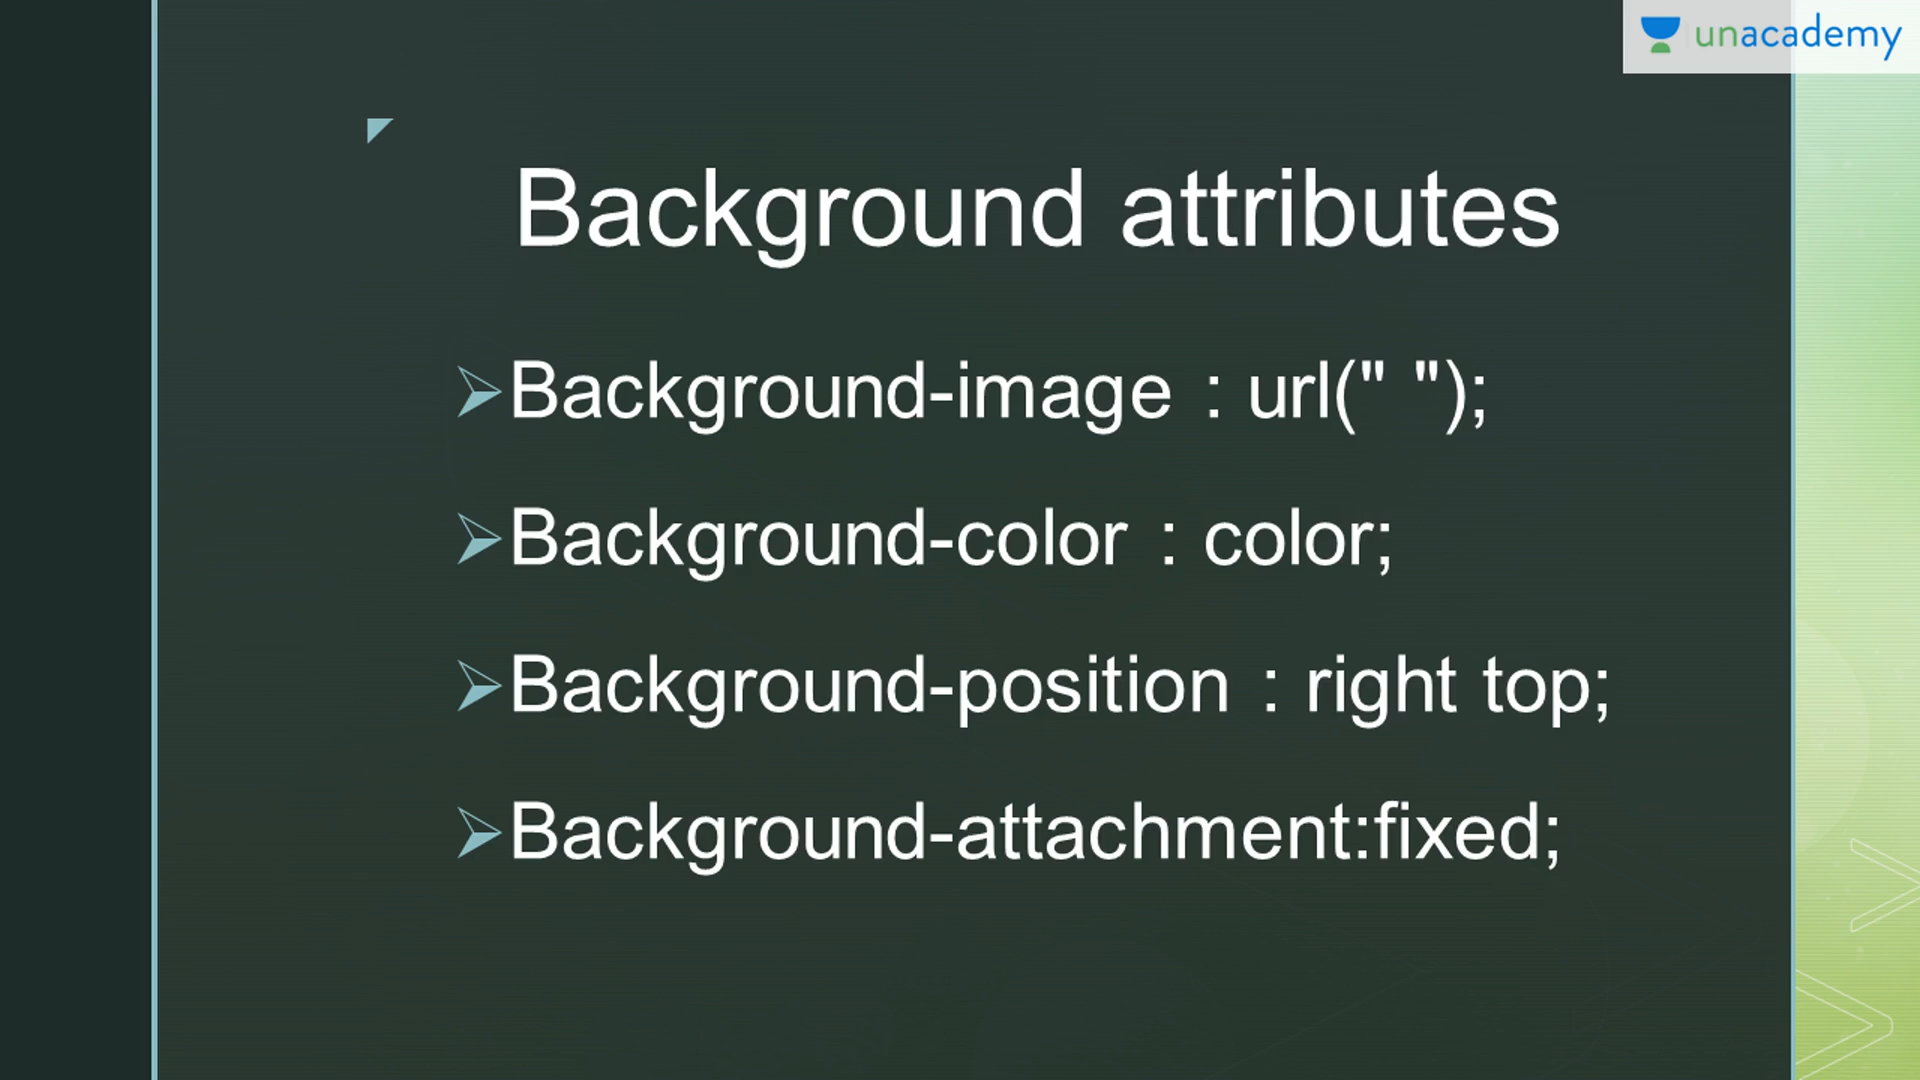 unacademy
Background attributes
Background-image : url(" ");
Background-color : color;
Background-position : right top;
Background-attachment:fixed;